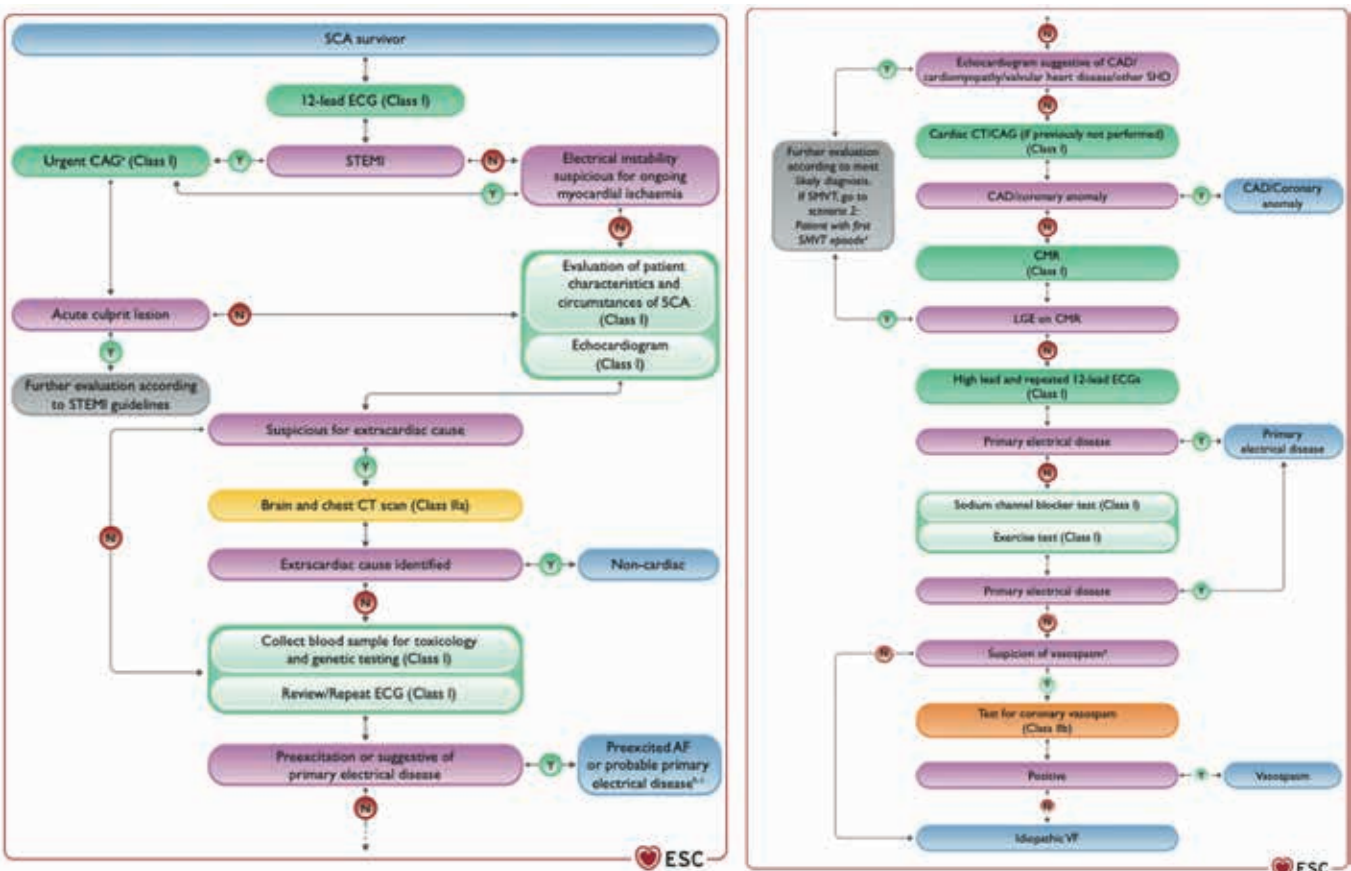 SCA survivor
12-lead ECG (Class I)
Urgent CAGa (Class I)
Y
STEMI
N
Electrical instability
suspicious for ongoing
myocardial ischaemia
Y
N
Evaluation of patient
characteristics and
circumstances of SCA
(Class I)
Echocardiogram
(Class I)
Acute culprit lesion
N
Y
Further evaluation according
to STEMI guidelines
Suspicious for extracardiac cause
Y
Brain and chest CT scan (Class IIa)
N
Extracardiac cause identified
Y
Non-cardiac
N
Collect blood sample for toxicology
and genetic testing (Class I)
Review/Repeat ECG (Class I)
Preexcitation or suggestive of
primary electrical disease
Y
Preexcited AF
or probable primary
electrical disease
N
ESC
N
Echocardiogram suggestive of CAD/
cardiomyopathy/valvular heart disease/other SHD
Y
N
Cardiac CT/CAG (if previously not performed)
(Class I)
Further evaluation
according to most
likely diagnosis.
If SMVT, go to
scenario 2:
Patient with first
SMVT episode
CAD/coronary anomaly
Y
CAD/Coronary
anomaly
N
CMR
(Class I)
Y
LGE on CMR
N
High lead and repeated 12-lead ECGs
(Class I)
Primary electrical disease
Y
Primary
electrical disease
N
Sodium channel blocker test (Class I)
Exercise test (Class I)
Primary electrical disease
Y
N
N
Suspicion of vasospasm
Y
Test for coronary vasospam
(Class IIb)
Positive
Y
Vasospasm
N
Idiopathic VF
ESC